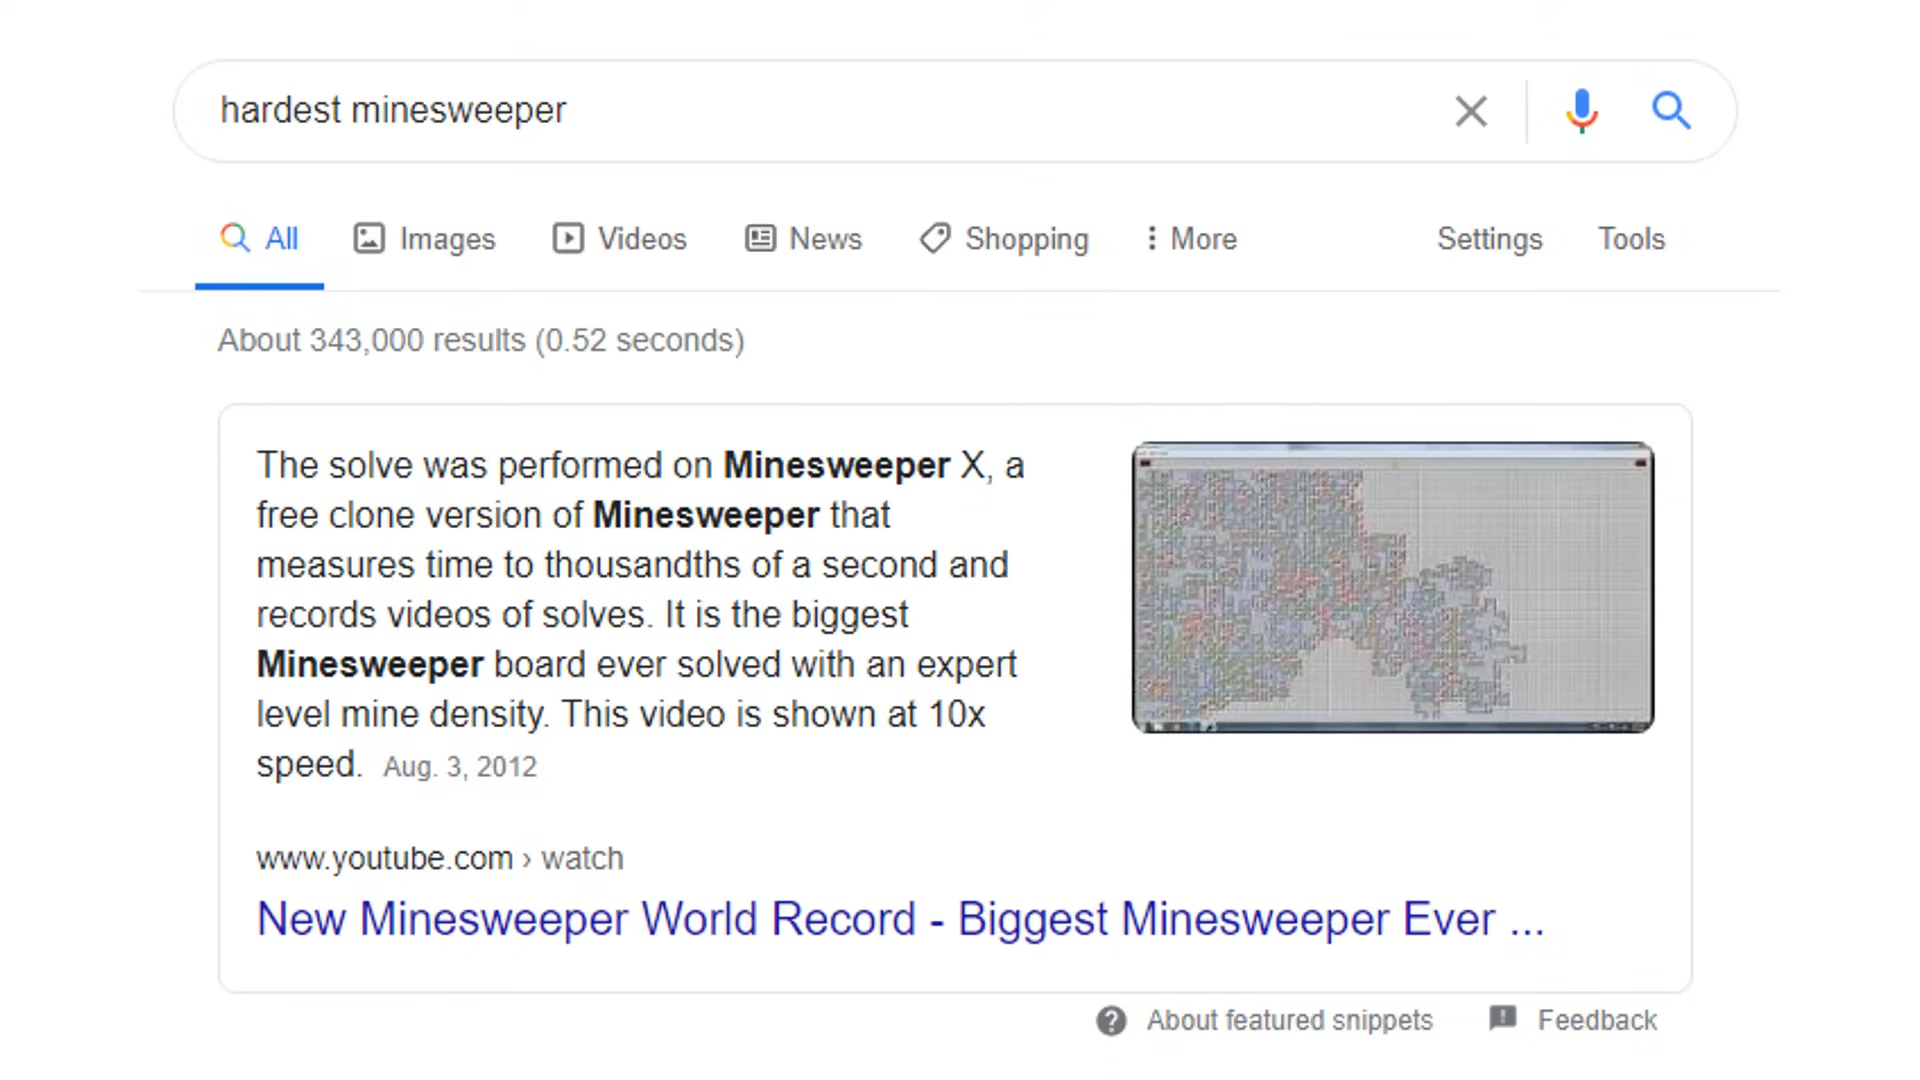 hardest minesweeper
All Images Videos News Shopping More Settings Tools
About 343,000 results (0.52 seconds)
The solve was performed on Minesweeper X, a
free clone version of Minesweeper that
measures time to thousandths of a second and
records videos of solves. It is the biggest
Minesweeper board ever solved with an expert
level mine density. This video is shown at 10x
speed. Aug. 3, 2012
www.youtube.com › watch
New Minesweeper World Record - Biggest Minesweeper Ever ...
About featured snippets Feedback